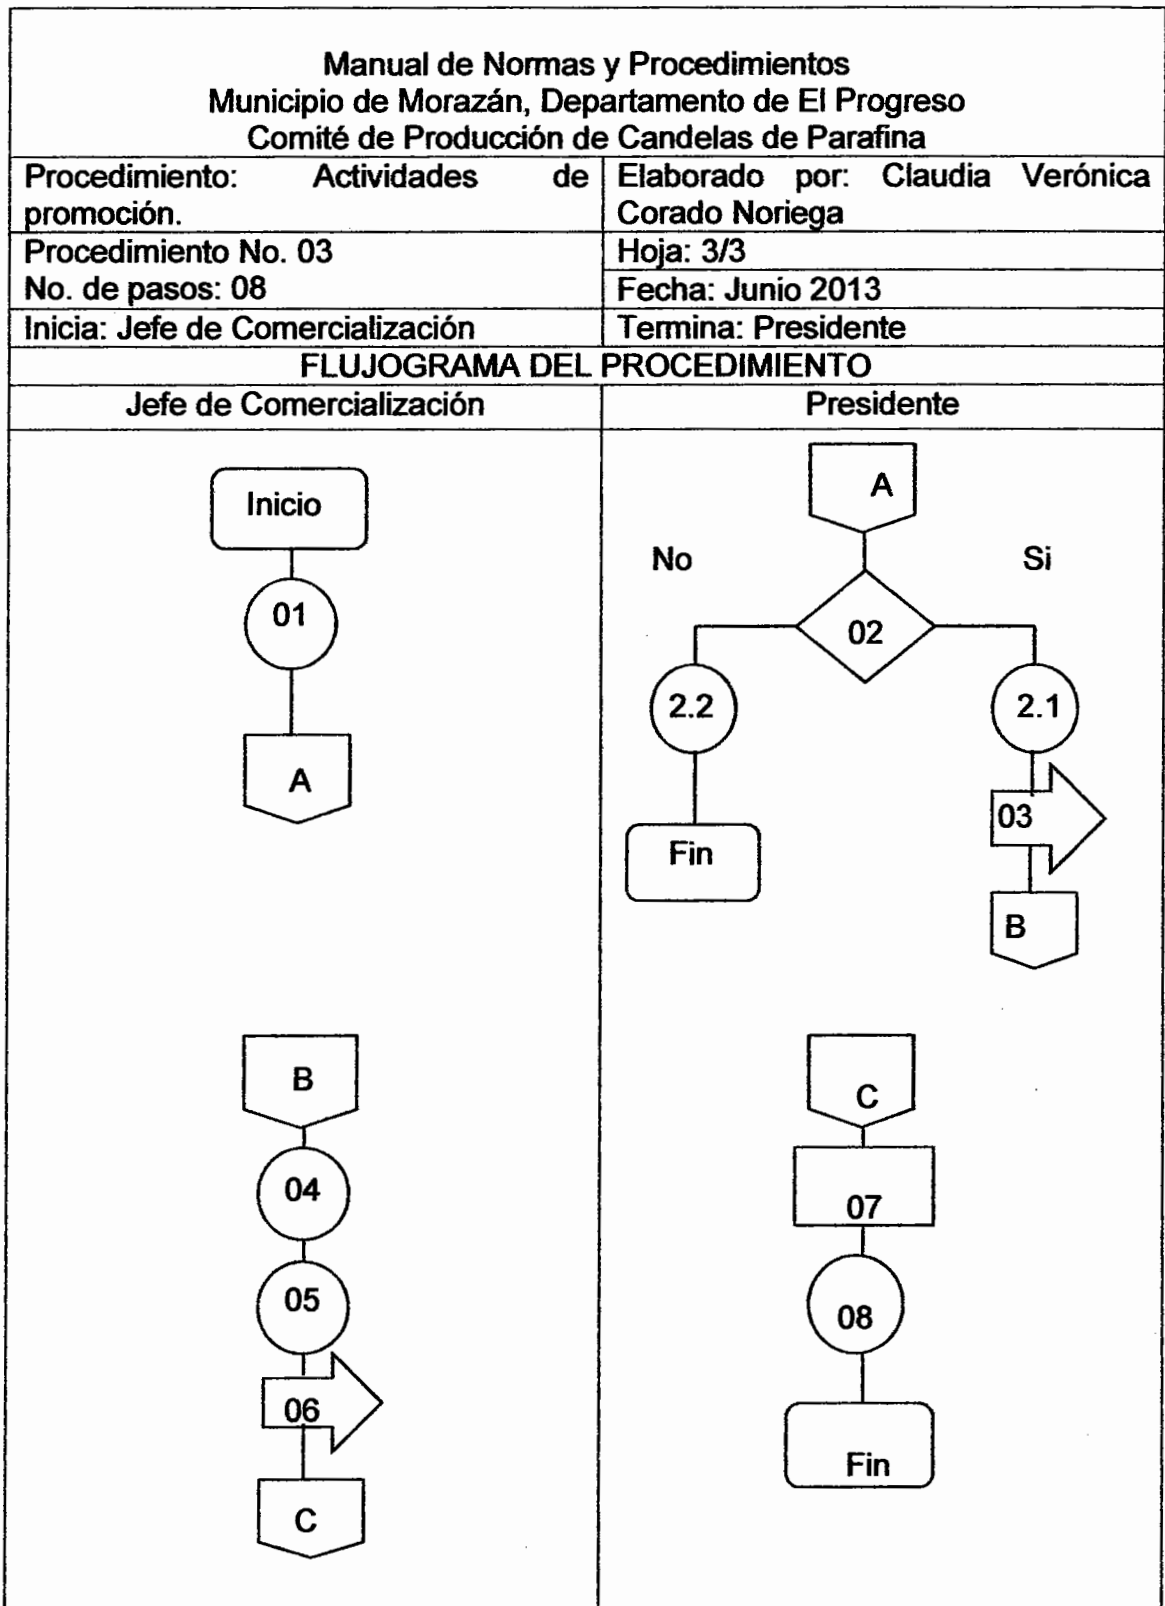 Manual de Normas y Procedimientos
Municipio de Morazán, Departamento de El Progreso
Comité de Producción de Candelas de Parafina
Procedimiento: Actividades de
promoción.
Elaborado por: Claudia Verónica
Corado Noriega
Procedimiento No. 03
No. de pasos: 08
Hoja: 3/3
Fecha: Junio 2013
Inicia: Jefe de Comercialización
Termina: Presidente
FLUJOGRAMA DEL PROCEDIMIENTO
Jefe de Comercialización
Presidente
Inicio
01
A
A
No
Si
02
2.2
2.1
Fin
03
B
B
04
05
06
C
C
07
08
Fin